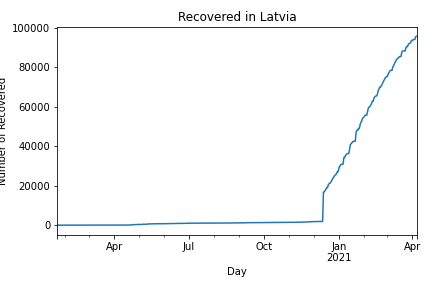 Recovered in Latvia
Number of Recovered
100000
80000
60000
40000
20000
0
Apr
Jul
Oct
Jan
2021
Apr
Day